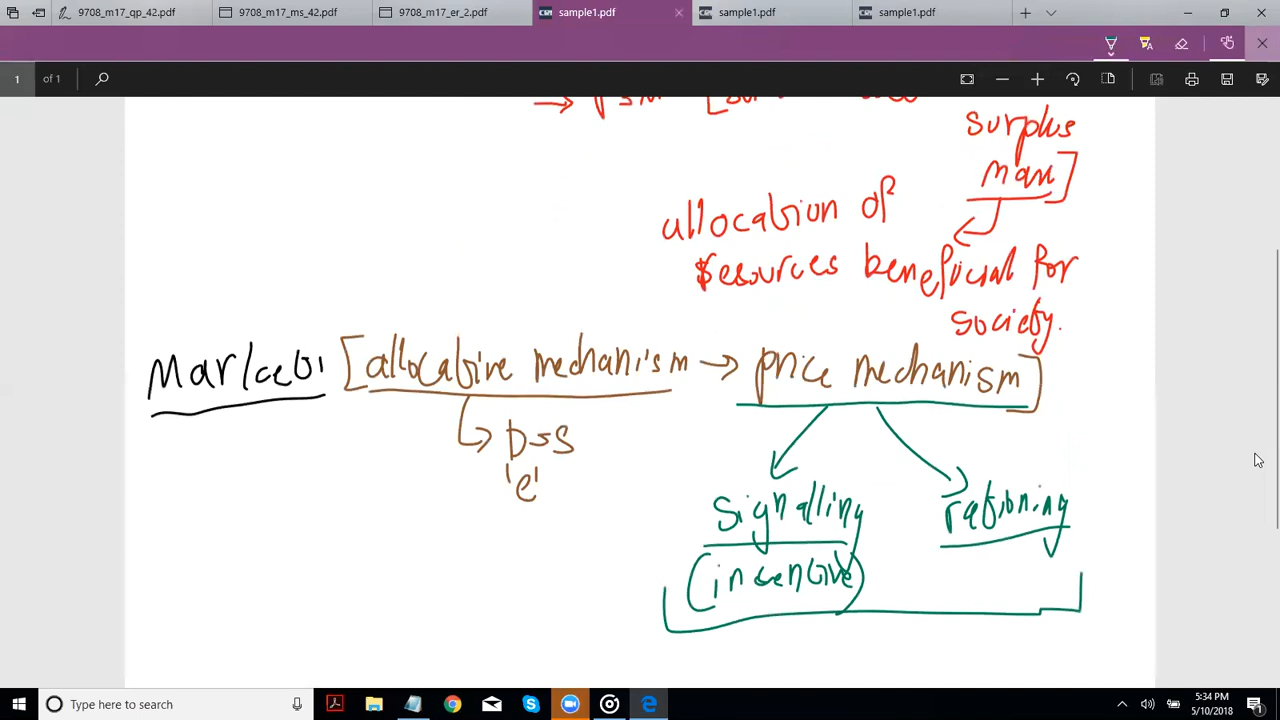 9708_m17_qp_42.pdf
9708_m17_ms_42.pdf
9708_m17_er_2.pdf
sample1.pdf
sample1.pdf
sample1.pdf
1 of 1
surplus
max]
allocation of
resources beneficial for
society.
Market [allocative mechanism → price mechanism]
D=S
'e'
signalling rationing
(incentive)
Type here to search
5:34 PM
5/10/2018